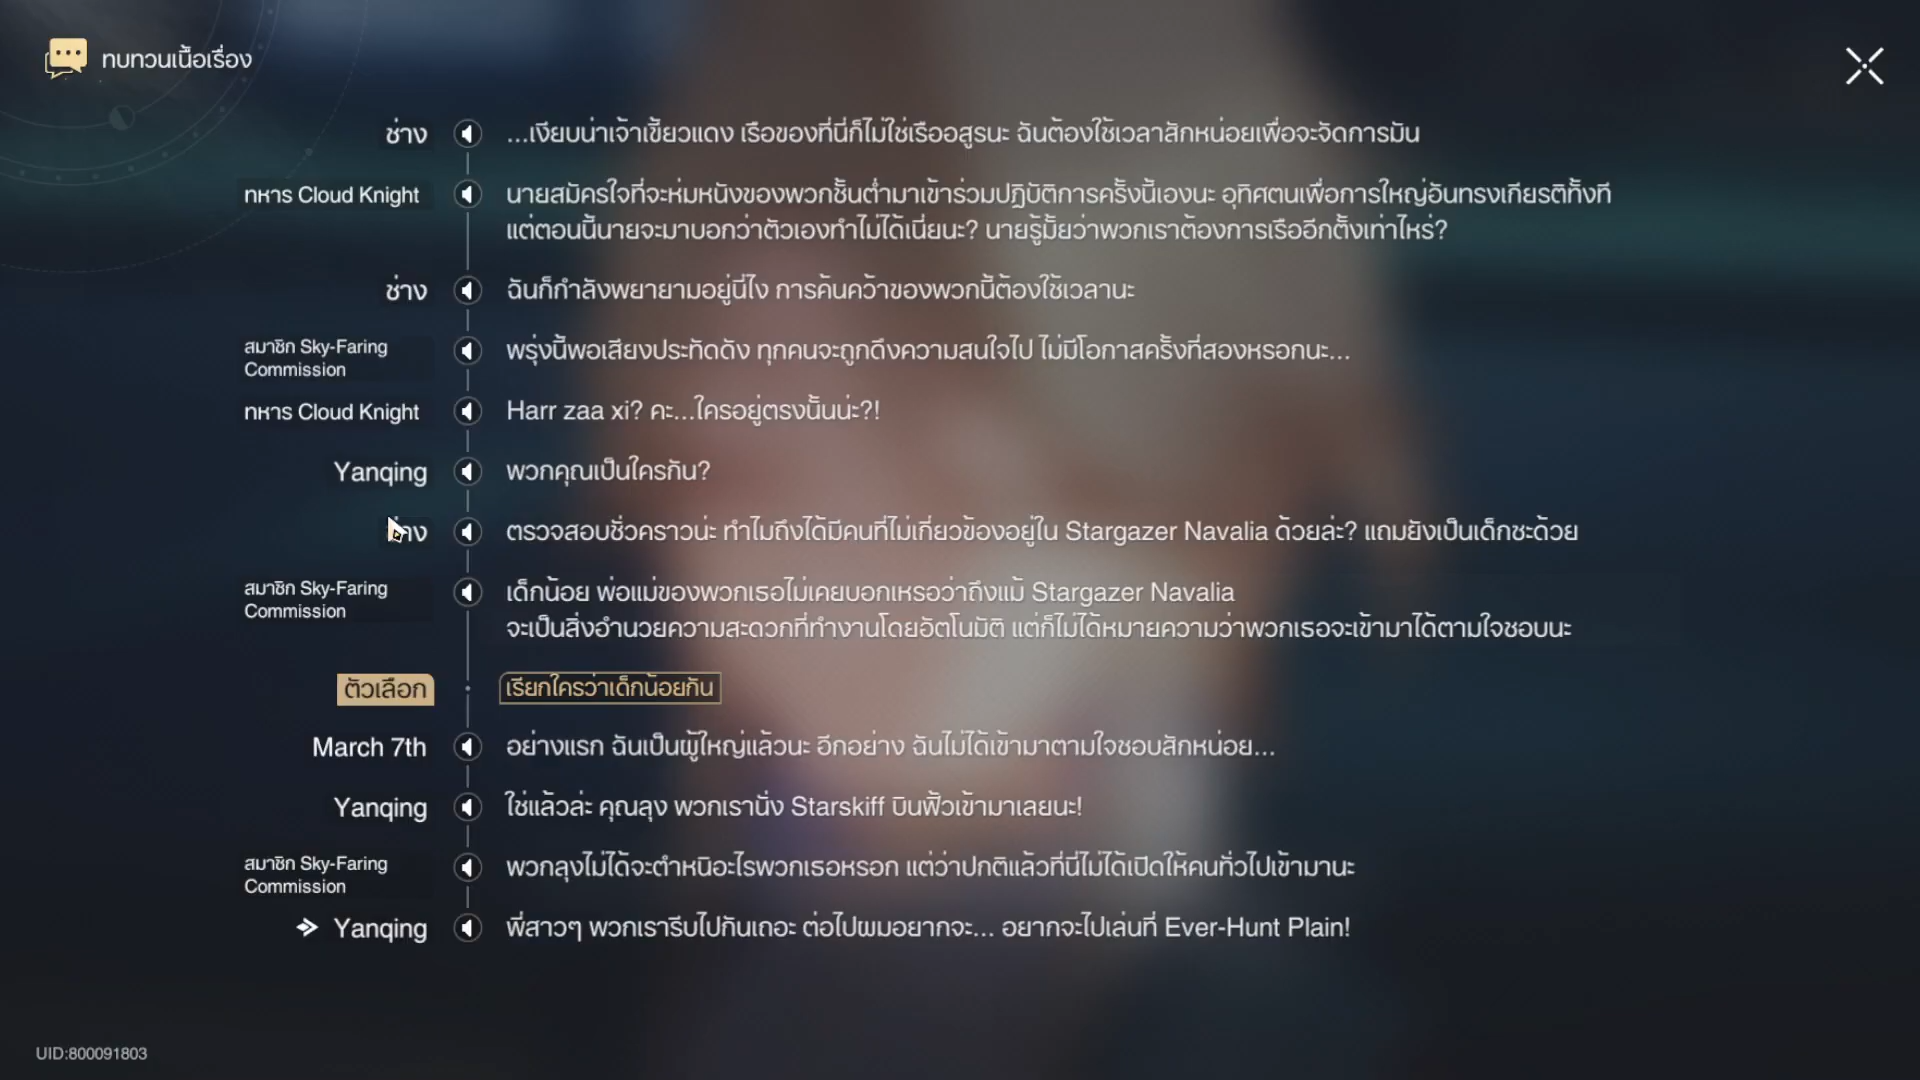 ทบทวนเนื้อเรื่อง
ช่าง
...เงียบน่าเจ้าเขี้ยวแดง เรือของที่นี่ก็ไม่ใช่เรืออสูรนะ ฉันต้องใช้เวลาสักหน่อยเพื่อจะจัดการมัน
ทหาร Cloud Knight
นายสมัครใจที่จะห่มหนังของพวกชั้นต่ำมาเข้าร่วมปฏิบัติการครั้งนี้เองนะ อุทิศตนเพื่อการใหญ่อันทรงเกียรติทั้งที
แต่ตอนนี้นายจะมาบอกว่าตัวเองทำไม่ได้เนี่ยนะ? นายรู้มั้ยว่าพวกเราต้องการเรืออีกตั้งเท่าไหร่?
ช่าง
ฉันก็กำลังพยายามอยู่นี่ไง การค้นคว้าของพวกนี้ต้องใช้เวลานะ
สมาชิก Sky-Faring
Commission
พรุ่งนี้พอเสียงประทัดดัง ทุกคนจะถูกดึงความสนใจไป ไม่มีโอกาสครั้งที่สองหรอกนะ...
ทหาร Cloud Knight
Harr zaa xi? คะ...ใครอยู่ตรงนั้นน่ะ?!
Yanqing
พวกคุณเป็นใครกัน?
ช่าง
ตรวจสอบชั่วคราวน่ะ ทำไมถึงได้มีคนที่ไม่เกี่ยวข้องอยู่ใน Stargazer Navalia ด้วยล่ะ? แถมยังเป็นเด็กซะด้วย
สมาชิก Sky-Faring
Commission
เด็กน้อย พ่อแม่ของพวกเธอไม่เคยบอกเหรอว่าถึงแม้ Stargazer Navalia
จะเป็นสิ่งอำนวยความสะดวกที่ทำงานโดยอัตโนมัติ แต่ก็ไม่ได้หมายความว่าพวกเธอจะเข้ามาได้ตามใจชอบนะ
ตัวเลือก
เรียกใครว่าเด็กน้อยกัน
March 7th
อย่างแรก ฉันเป็นผู้ใหญ่แล้วนะ อีกอย่าง ฉันไม่ได้เข้ามาตามใจชอบสักหน่อย...
Yanqing
ใช่แล้วล่ะ คุณลุง พวกเรานั่ง Starskiff บินฟิ้วเข้ามาเลยนะ!
สมาชิก Sky-Faring
Commission
พวกลุงไม่ได้จะตำหนิอะไรพวกเธอหรอก แต่ว่าปกติแล้วที่นี่ไม่ได้เปิดให้คนทั่วไปเข้ามานะ
Yanqing
พี่สาวๆ พวกเรารีบไปกันเถอะ ต่อไปผมอยากจะ... อยากจะไปเล่นที่ Ever-Hunt Plain!
UID:800091803